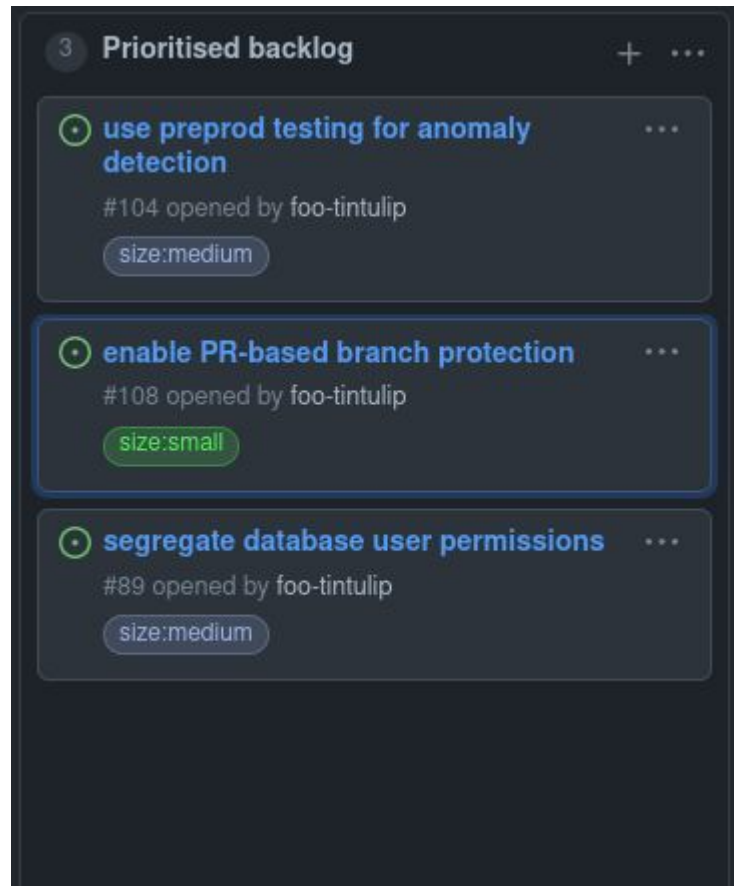 3 Prioritised backlog
use preprod testing for anomaly
detection
#104 opened by foo-tintulip
size:medium
enable PR-based branch protection
#108 opened by foo-tintulip
size:small
segregate database user permissions
#89 opened by foo-tintulip
size:medium